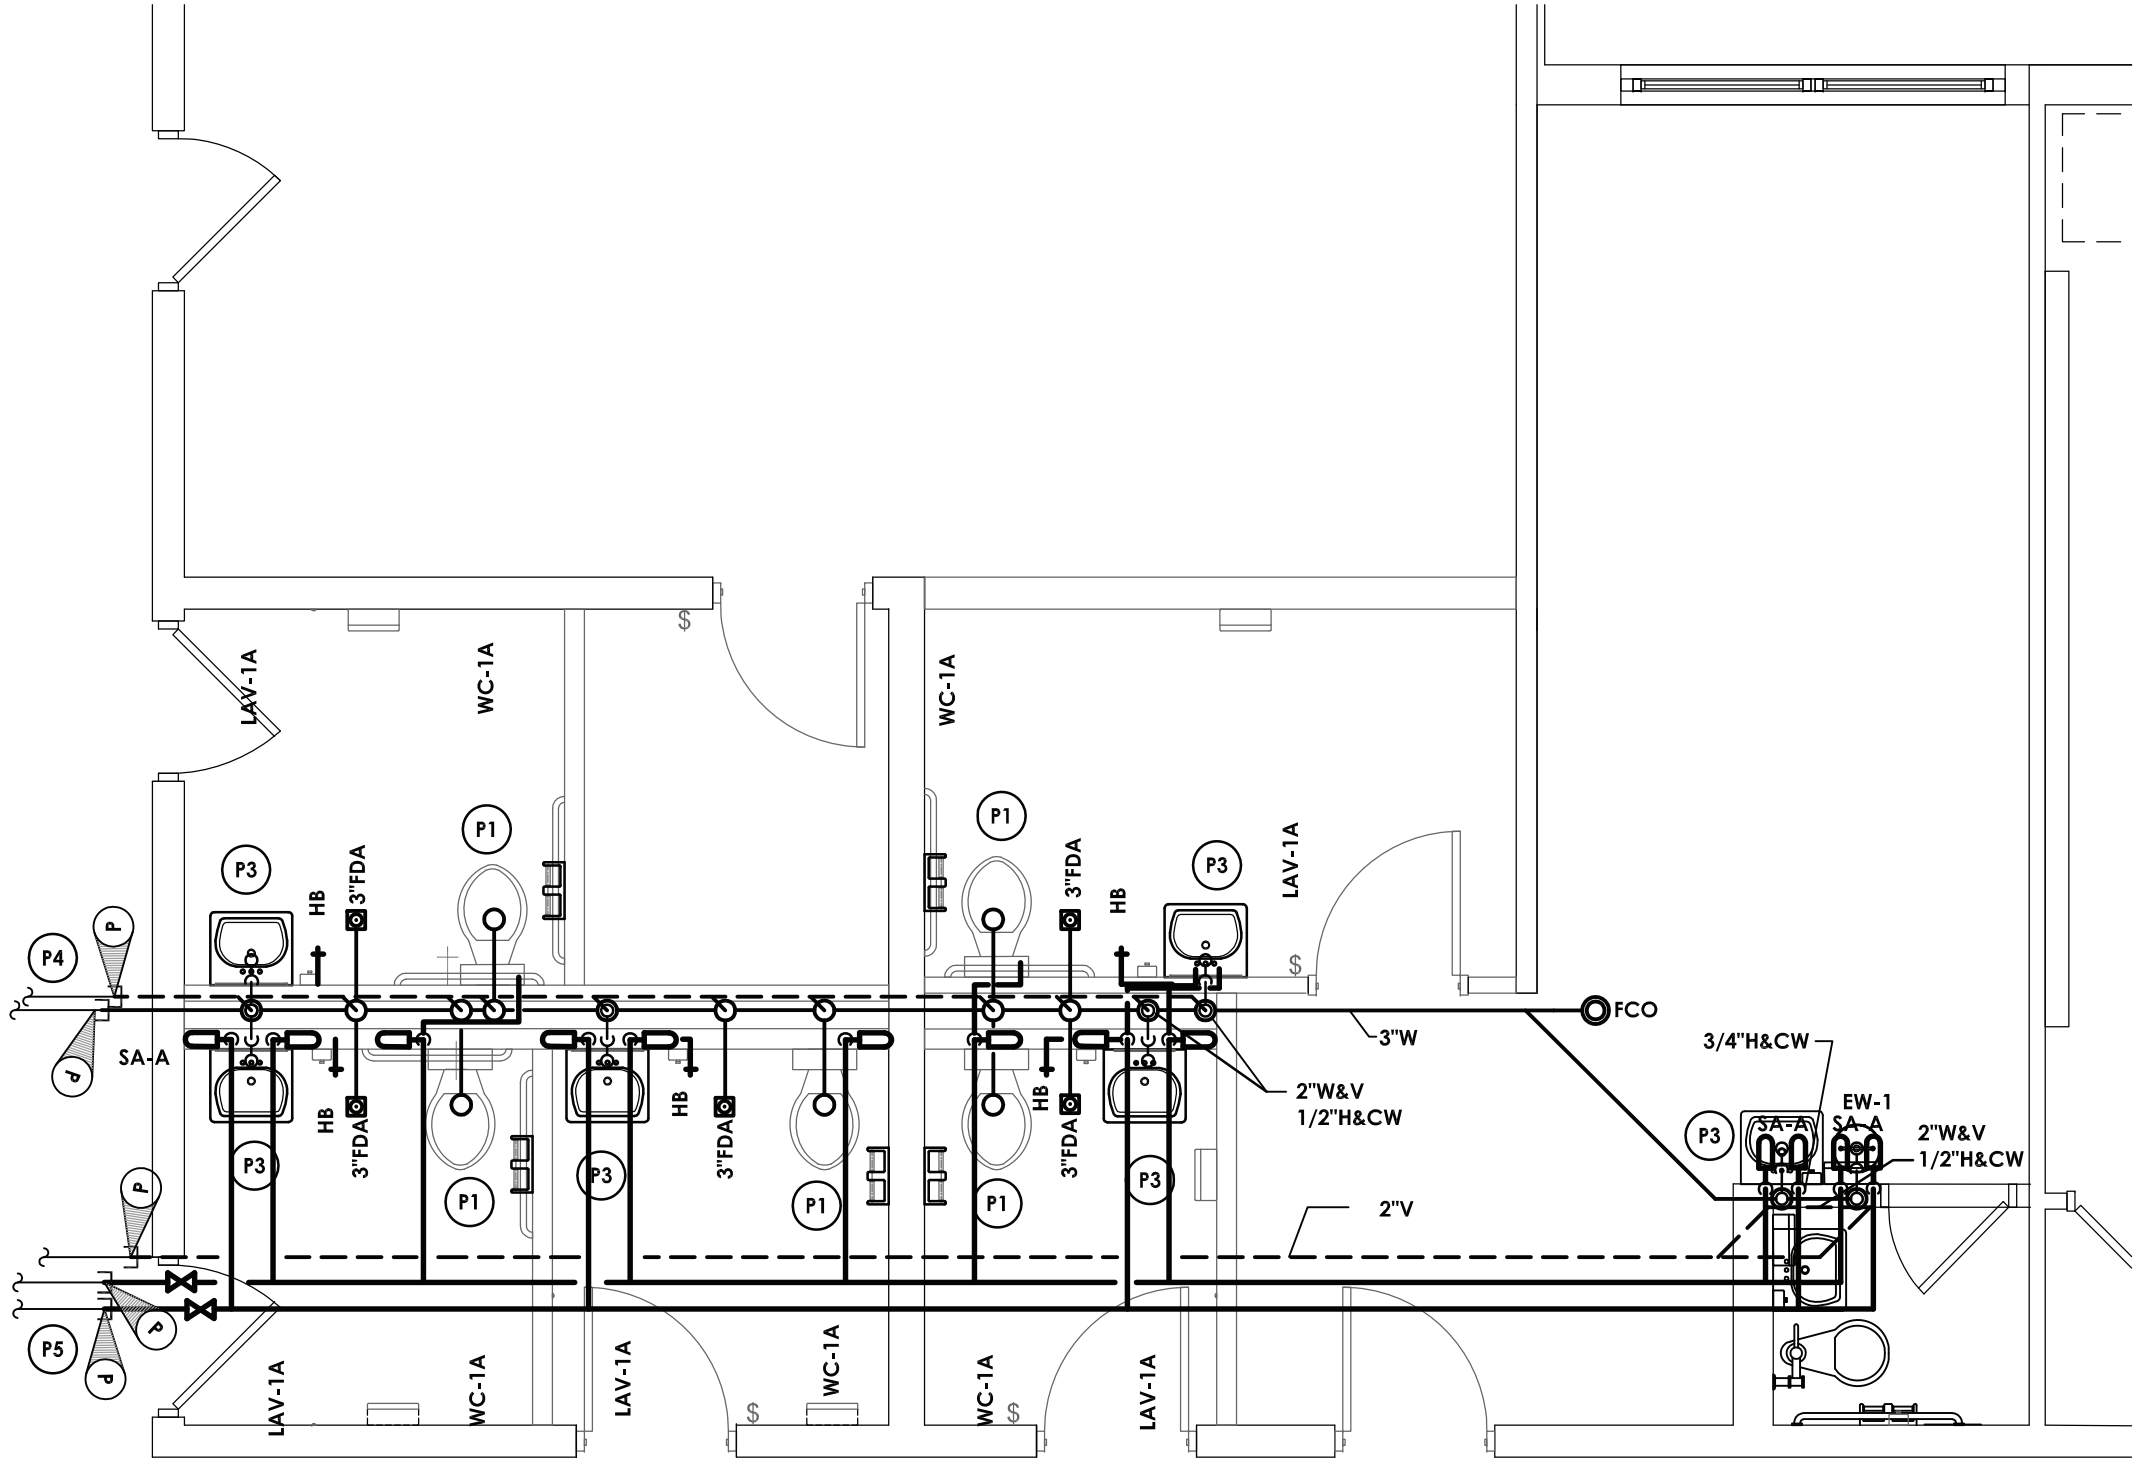 $
LAV-1A
WC-1A
WC-1A
P1
P1
P3
3"FDA
HB
3"FDA
HB
P3
LAV-1A
P
P4
$
P
SA-A
FCO
3"W
3/4"H&CW
2"W&V
1/2"H&CW
HB
3"FDA
HB
3"FDA
HB
3"FDA
EW-1
SA-A
SA-A
P3
2"W&V
1/2"H&CW
P3
P3
P3
P
P1
P1
P1
2"V
P
P5
P
LAV-1A
WC-1A
LAV-1A
WC-1A
WC-1A
LAV-1A
$
$